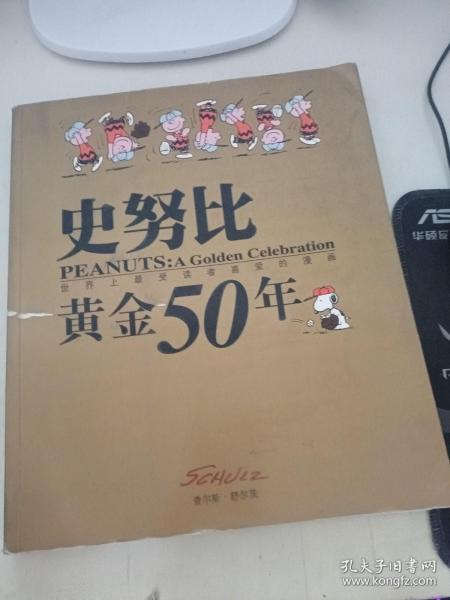 史努比
PEANUTS: A Golden Celebration
世界上最受读者喜爱的漫画
黄金50年
SCHULZ
查尔斯·舒尔茨
硕华
孔夫子旧书网
www.kongfz.com